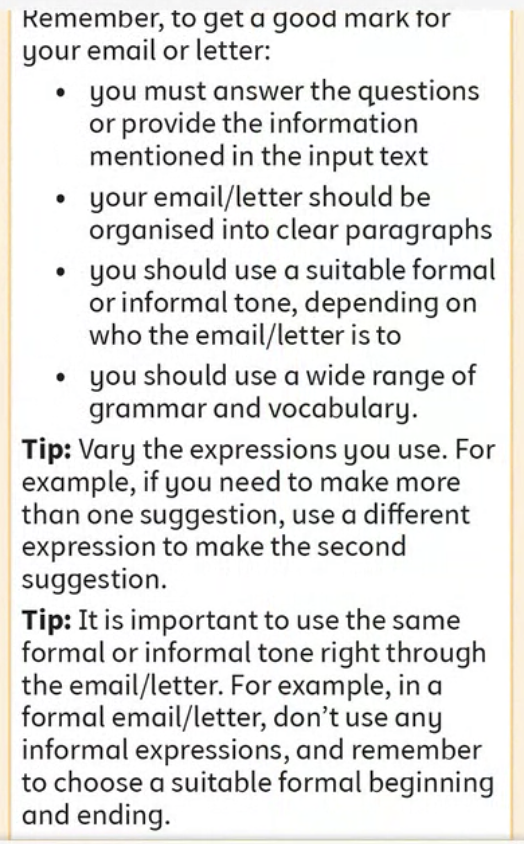 Remember, to get a good mark for
your email or letter:
• you must answer the questions
or provide the information
mentioned in the input text
• your email/letter should be
organised into clear paragraphs
• you should use a suitable formal
or informal tone, depending on
who the email/letter is to
• you should use a wide range of
grammar and vocabulary.
Tip: Vary the expressions you use. For
example, if you need to make more
than one suggestion, use a different
expression to make the second
suggestion.
Tip: It is important to use the same
formal or informal tone right through
the email/letter. For example, in a
formal email/letter, don’t use any
informal expressions, and remember
to choose a suitable formal beginning
and ending.